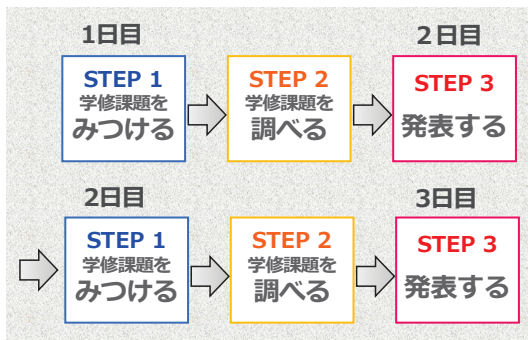 1日目
2日目
STEP 1
学修課題を
みつける
STEP 2
学修課題を
調べる
STEP 3
発表する
2日目
3日目
STEP 1
学修課題を
みつける
STEP 2
学修課題を
調べる
STEP 3
発表する